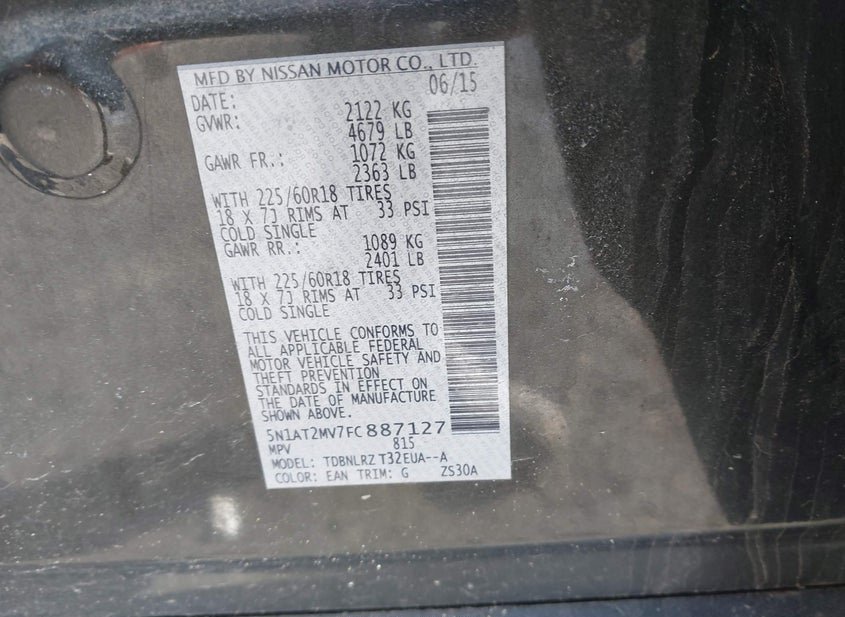 MFD BY NISSAN MOTOR CO., LTD.
DATE: 06/15
GVWR: 2122 KG
4679 LB
GAWR FR.: 1072 KG
2363 LB
WITH 225/60R18 TIRES
18 X 7J RIMS AT 33 PSI
COLD SINGLE
GAWR RR.: 1089 KG
2401 LB
WITH 225/60R18 TIRES
18 X 7J RIMS AT 33 PSI
COLD SINGLE
THIS VEHICLE CONFORMS TO
ALL APPLICABLE FEDERAL
MOTOR VEHICLE SAFETY AND
THEFT PREVENTION
STANDARDS IN EFFECT ON
THE DATE OF MANUFACTURE
SHOWN ABOVE.
5N1AT2MV7FC887127
MPV 815
MODEL: TDBNLRZ T32EUA--A
COLOR: EAN TRIM: G ZS30A